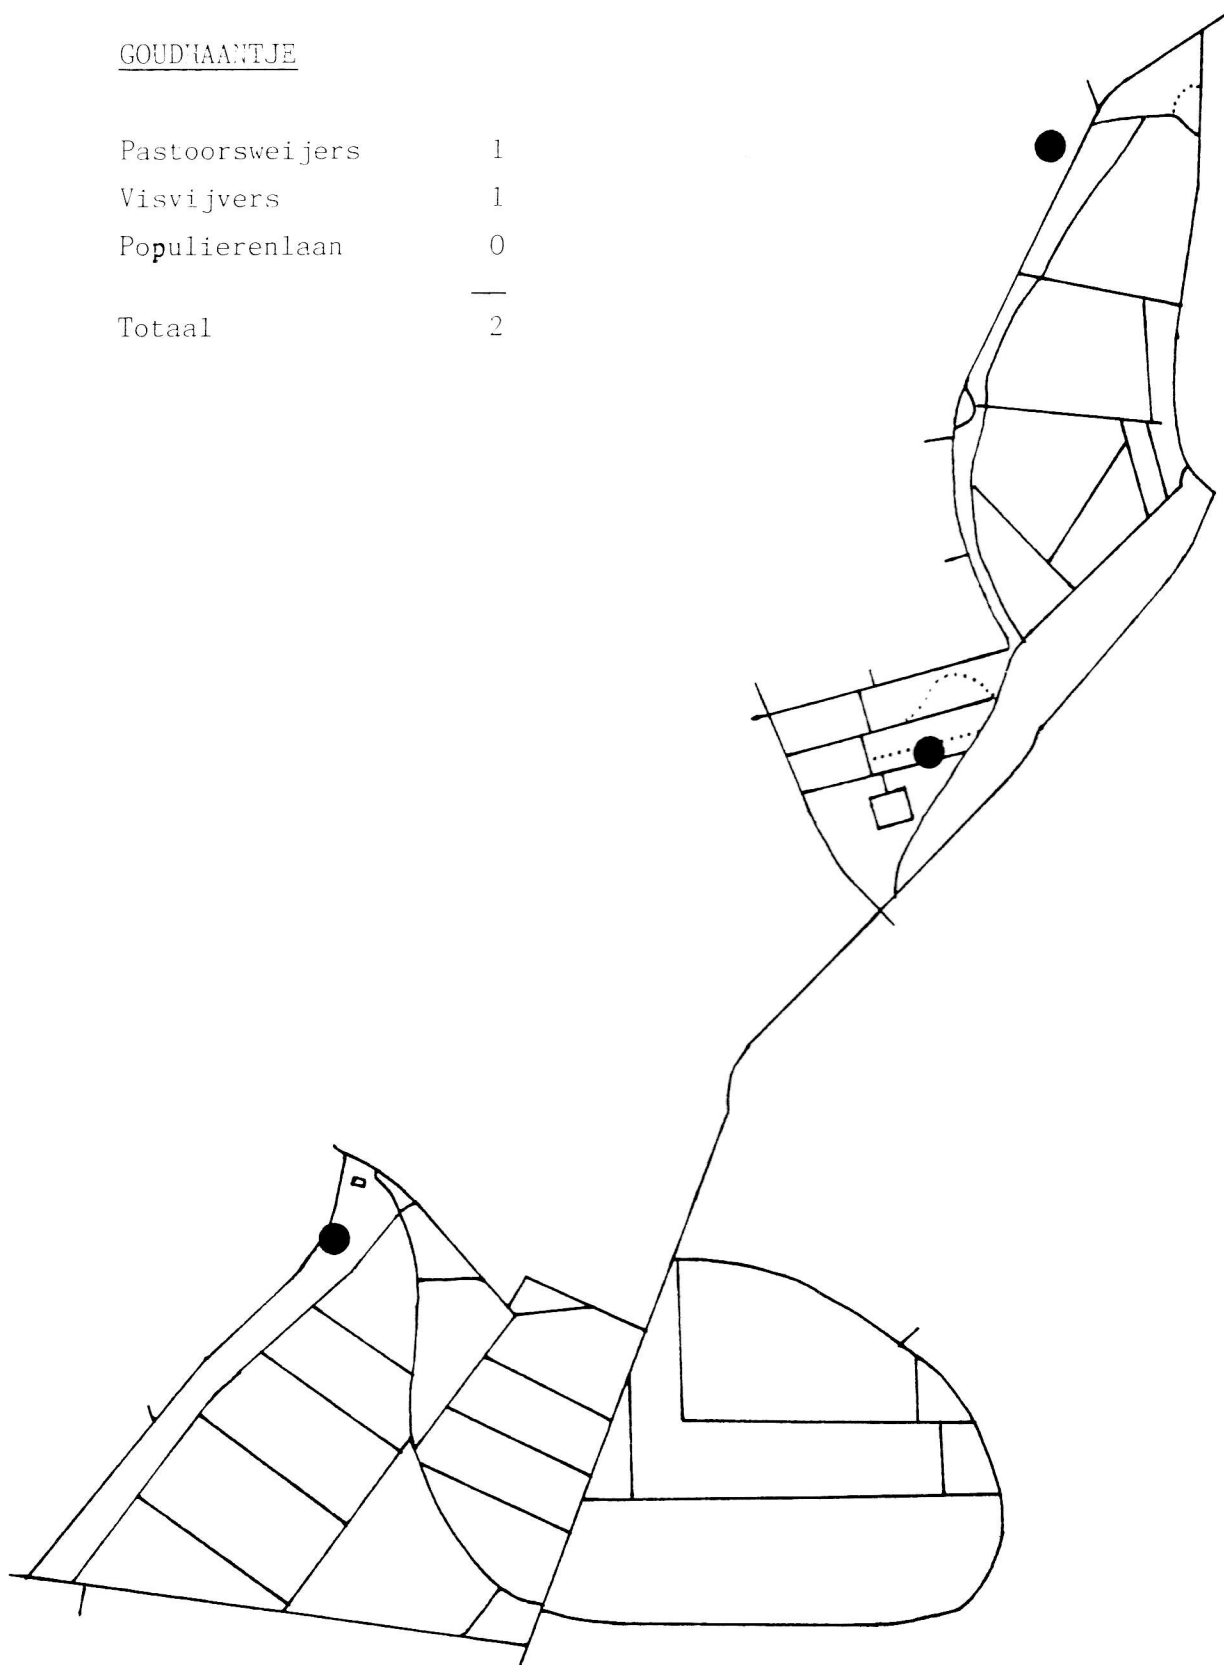 GOUDHAANTJE
Pastoorsweijers 1
Visvijvers 1
Populierenlaan 0
Totaal 2